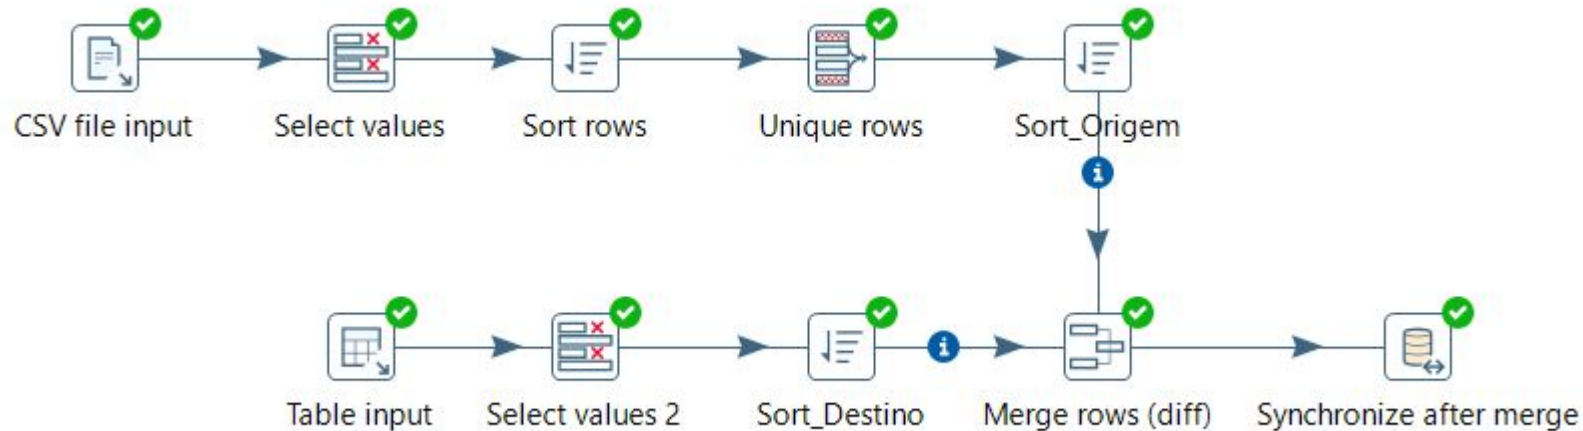 CSV file input
Select values
Sort rows
Unique rows
Sort_Origem
i
i
Table input
Select values 2
Sort_Destino
Merge rows (diff)
Synchronize after merge